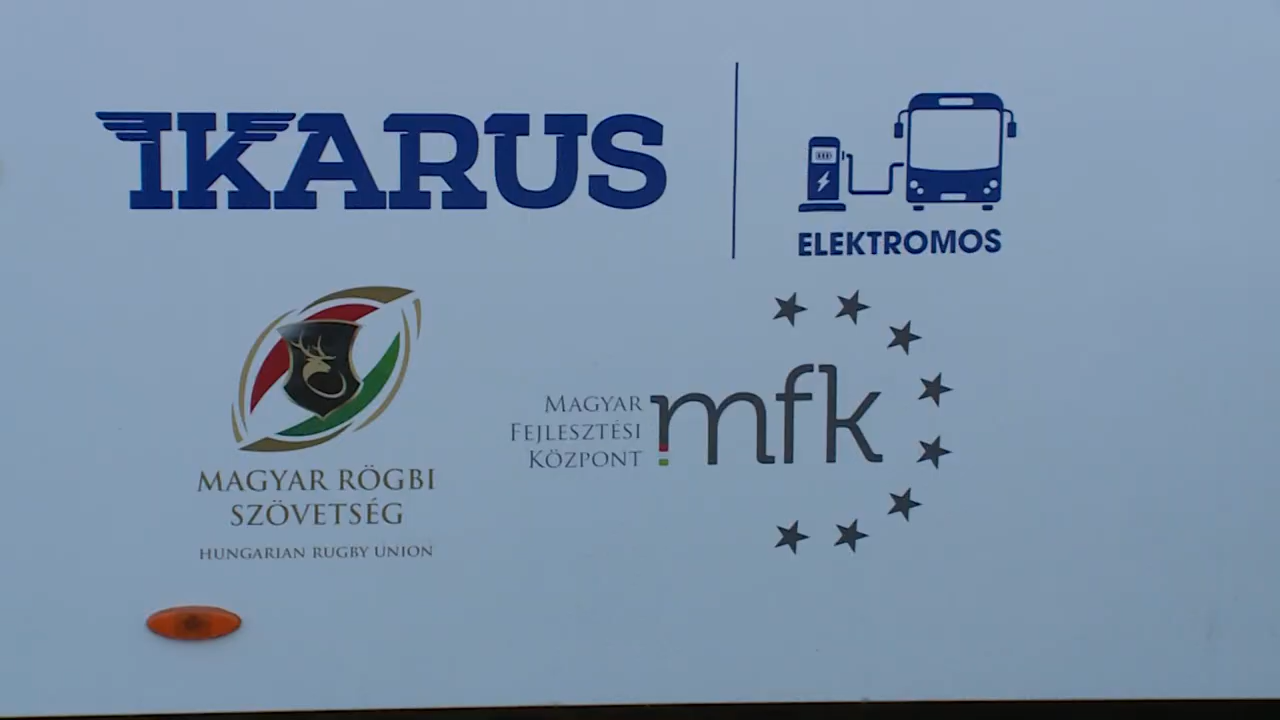 IKARUS
ELEKTROMOS
MAGYAR RÖGBI
SZÖVETSÉG
HUNGARIAN RUGBY UNION
MAGYAR
FEJLESZTÉSI
KÖZPONT
mfk